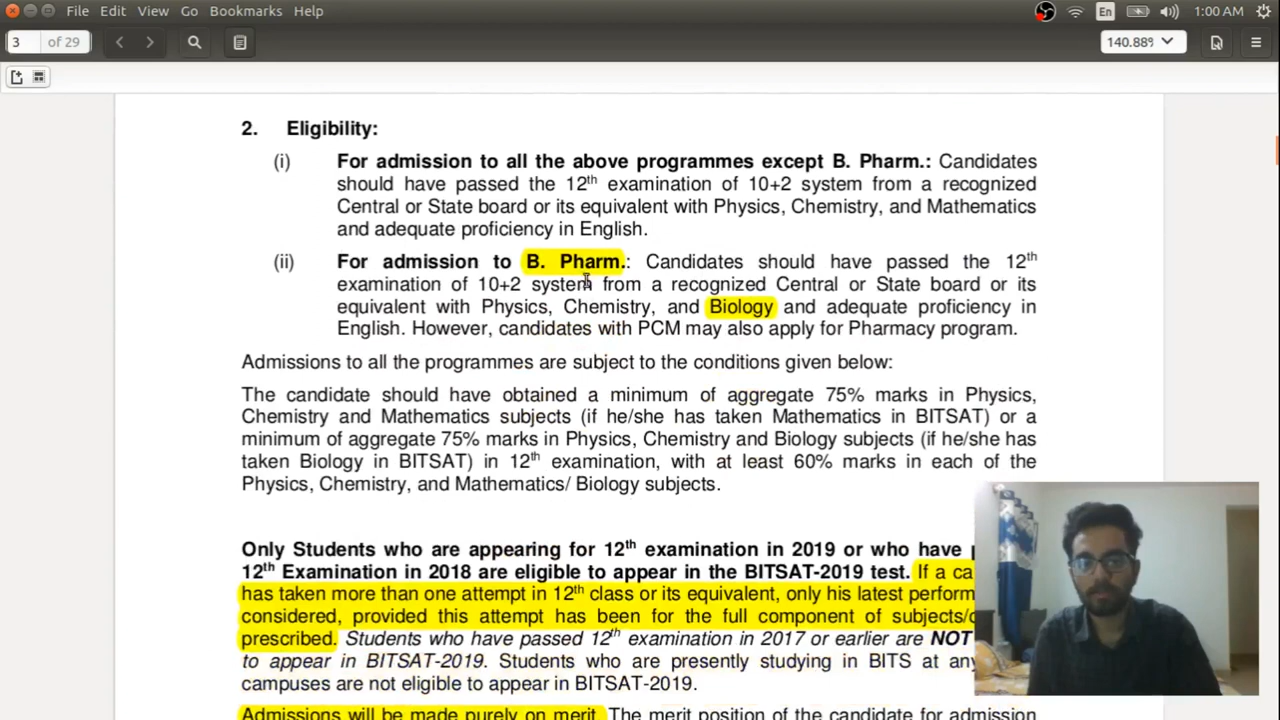 File Edit View Go Bookmarks Help
En 1:00 AM
3 of 29 140.88%
2. Eligibility:
(i) For admission to all the above programmes except B. Pharm.: Candidates
should have passed the 12th examination of 10+2 system from a recognized
Central or State board or its equivalent with Physics, Chemistry, and Mathematics
and adequate proficiency in English.
(ii) For admission to B. Pharm.: Candidates should have passed the 12th
examination of 10+2 system from a recognized Central or State board or its
equivalent with Physics, Chemistry, and Biology and adequate proficiency in
English. However, candidates with PCM may also apply for Pharmacy program.
Admissions to all the programmes are subject to the conditions given below:
The candidate should have obtained a minimum of aggregate 75% marks in Physics,
Chemistry and Mathematics subjects (if he/she has taken Mathematics in BITSAT) or a
minimum of aggregate 75% marks in Physics, Chemistry and Biology subjects (if he/she has
taken Biology in BITSAT) in 12th examination, with at least 60% marks in each of the
Physics, Chemistry, and Mathematics/ Biology subjects.
Only Students who are appearing for 12th examination in 2019 or who have
12th Examination in 2018 are eligible to appear in the BITSAT-2019 test. If a
has taken more than one attempt in 12th class or its equivalent, only his latest
considered, provided this attempt has been for the full component of
prescribed. Students who have passed 12th examination in 2017 or earlier are NOT
to appear in BITSAT-2019. Students who are presently studying in BITS at
campuses are not eligible to appear in BITSAT-2019.
Admissions will be made purely on merit. The merit position of the candidate for admission